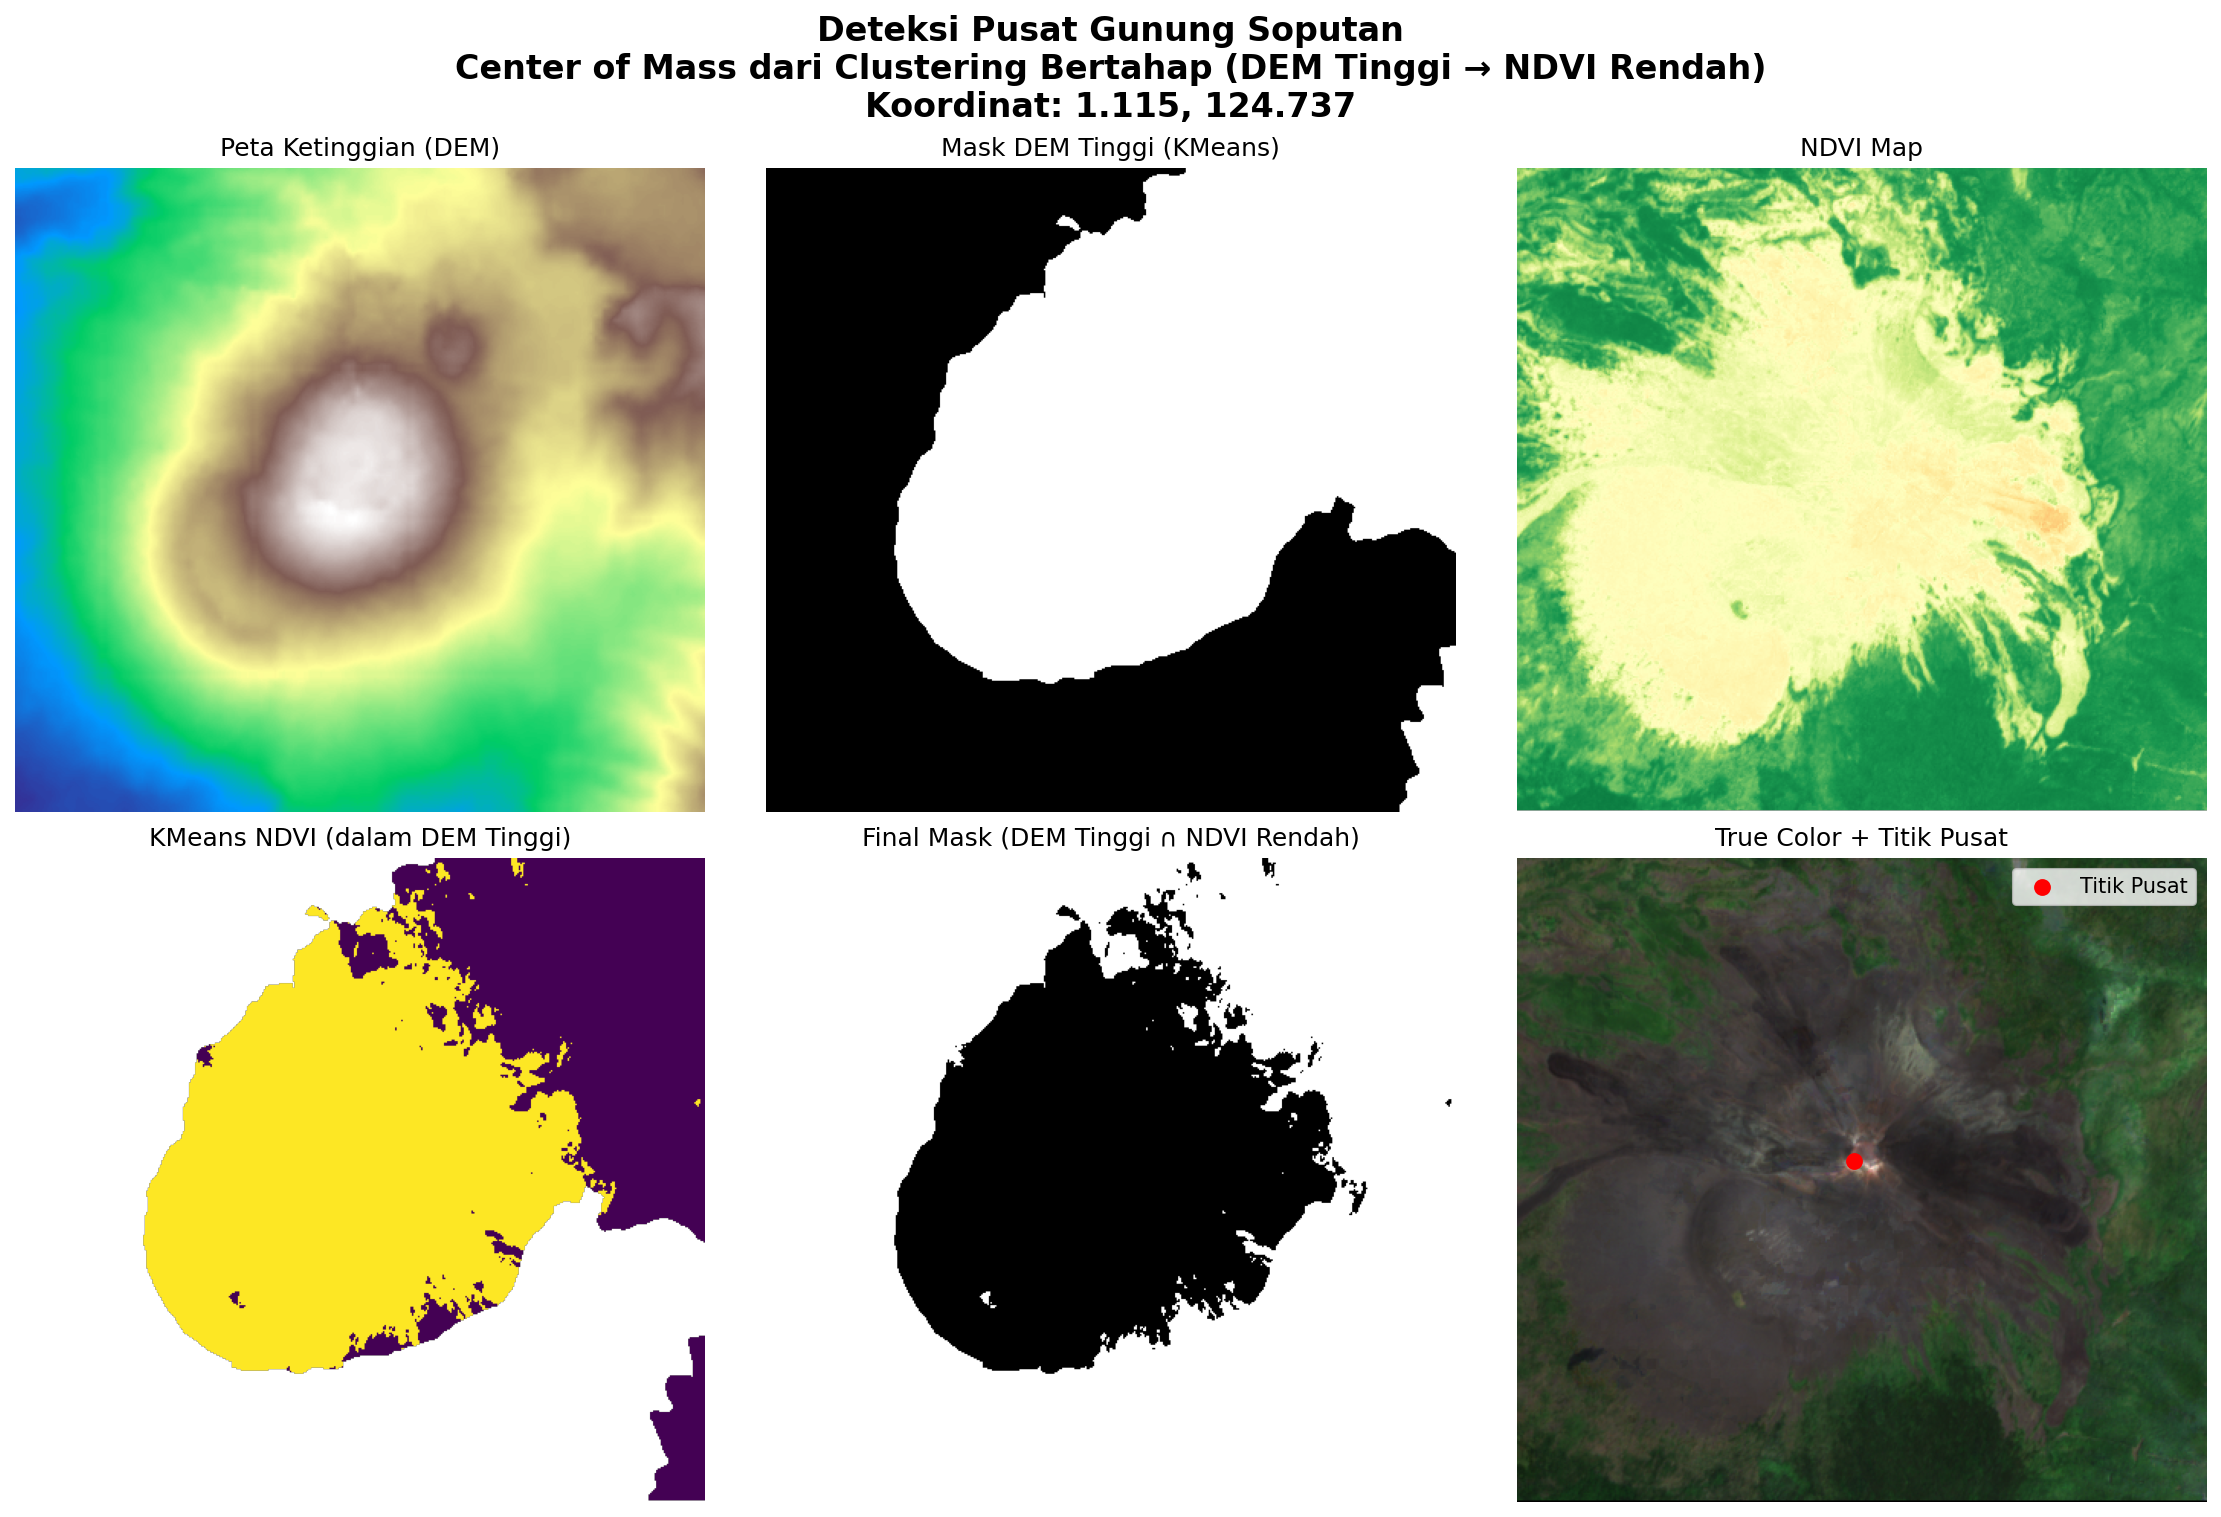 Deteksi Pusat Gunung Soputan
Center of Mass dari Clustering Bertahap (DEM Tinggi → NDVI Rendah)
Koordinat: 1.115, 124.737
Peta Ketinggian (DEM)
Mask DEM Tinggi (KMeans)
NDVI Map
KMeans NDVI (dalam DEM Tinggi)
Final Mask (DEM Tinggi ∩ NDVI Rendah)
True Color + Titik Pusat
Titik Pusat